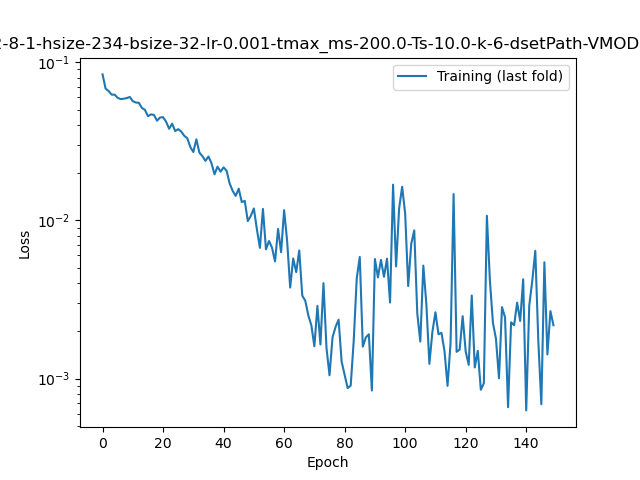 -8-1-hsize-234-bsize-32-lr-0.001-tmax_ms-200.0-Ts-10.0-k-6-dsetPath-VMOD
Training (last fold)
10⁻¹
10⁻²
10⁻³
Loss
0 20 40 60 80 100 120 140
Epoch